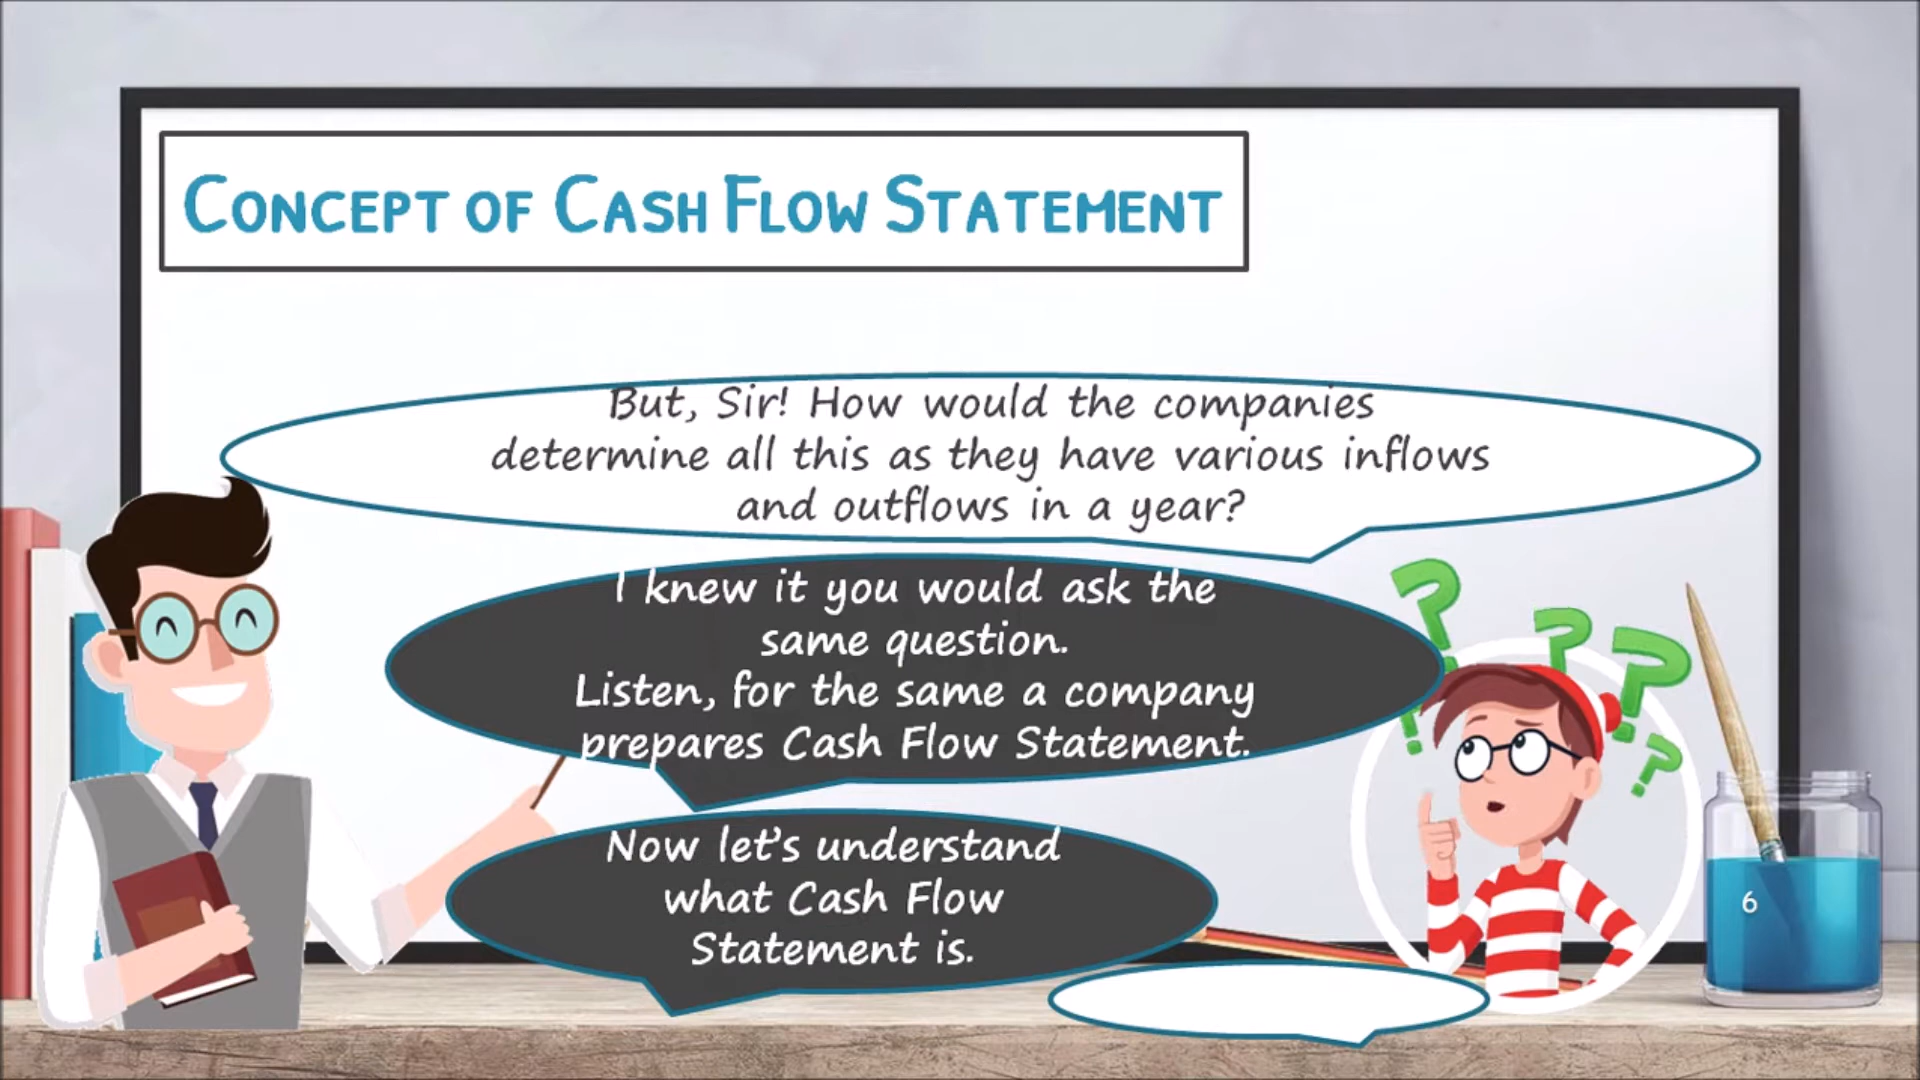 CONCEPT OF CASH FLOW STATEMENT
But, Sir! How would the companies
determine all this as they have various inflows
and outflows in a year?
I knew it you would ask the
same question.
Listen, for the same a company
prepares Cash Flow Statement.
Now let's understand
what Cash Flow
Statement is.
6